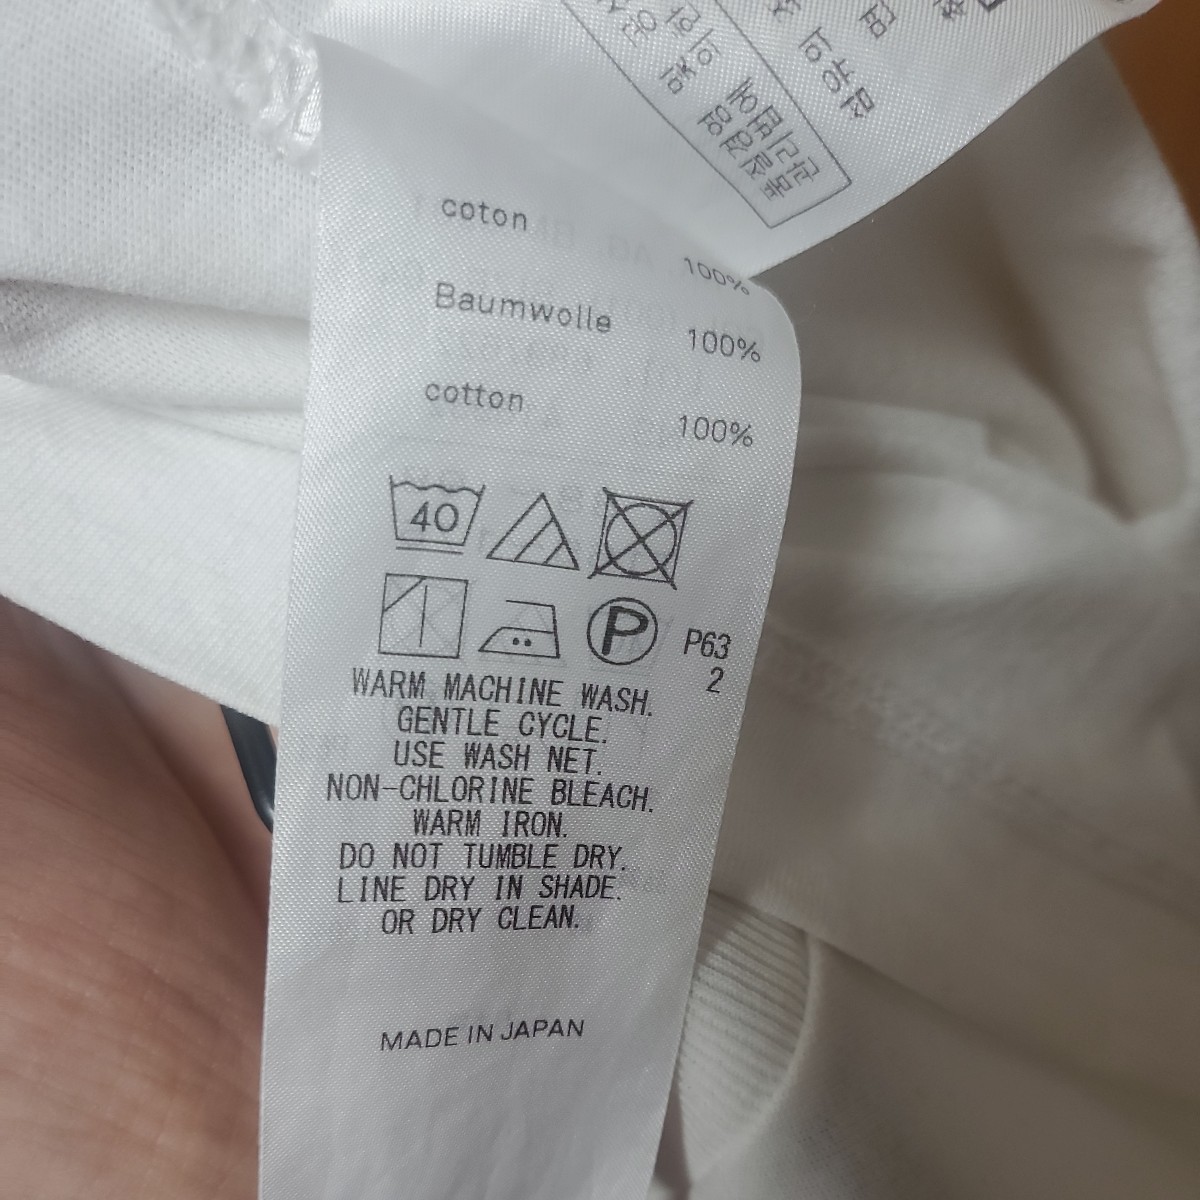 coton 100%
Baumwolle 100%
cotton 100%
40
P P63
2
WARM MACHINE WASH.
GENTLE CYCLE.
USE WASH NET.
NON-CHLORINE BLEACH.
WARM IRON.
DO NOT TUMBLE DRY.
LINE DRY IN SHADE.
OR DRY CLEAN.
MADE IN JAPAN